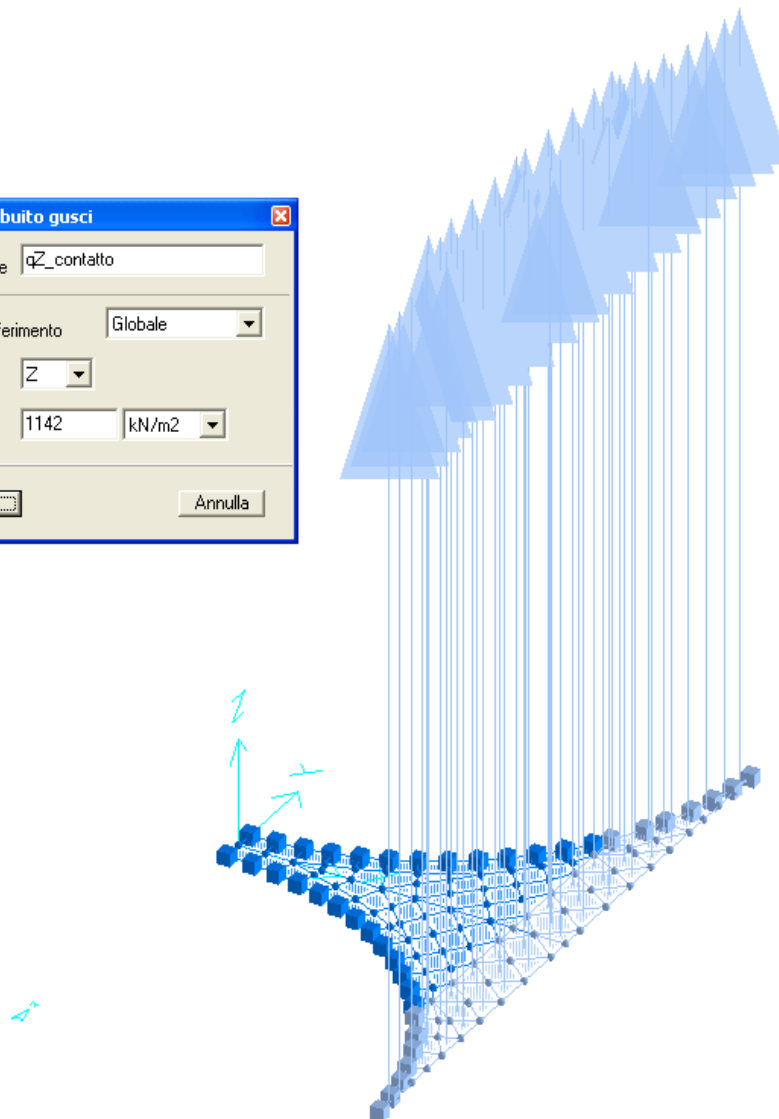 buito gusci
e qZ_contatto
ferimento Globale
Z
1142 kN/m2
Annulla
Z
Y